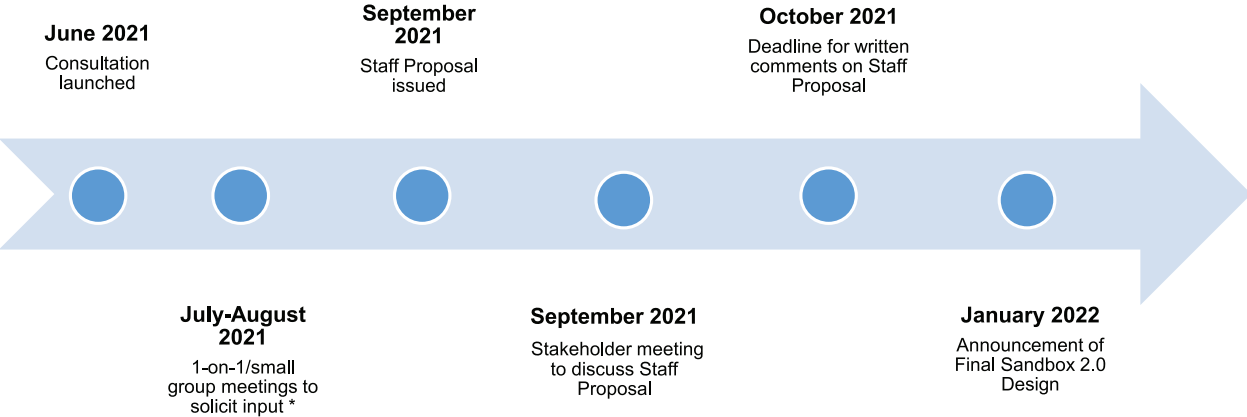 June 2021
Consultation
launched
September
2021
Staff Proposal
issued
October 2021
Deadline for written
comments on Staff
Proposal
July-August
2021
1-on-1/small
group meetings to
solicit input *
September 2021
Stakeholder meeting
to discuss Staff
Proposal
January 2022
Announcement of
Final Sandbox 2.0
Design